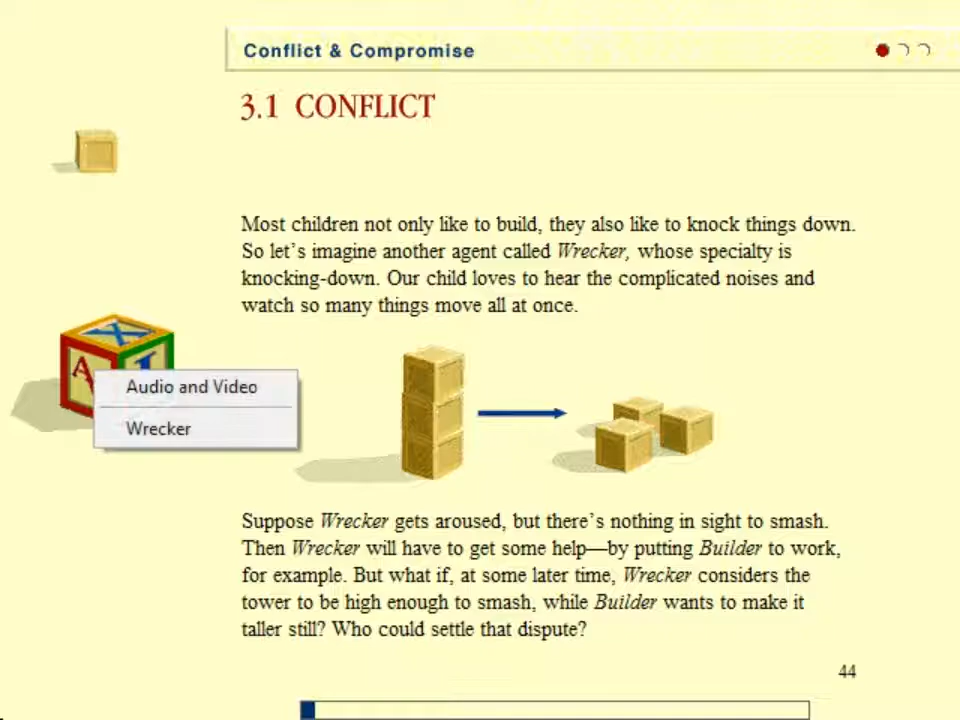 Conflict & Compromise
3.1 CONFLICT
Most children not only like to build, they also like to knock things down.
So let's imagine another agent called Wrecker, whose specialty is
knocking-down. Our child loves to hear the complicated noises and
watch so many things move all at once.
X
A
Audio and Video
Wrecker
Suppose Wrecker gets aroused, but there's nothing in sight to smash.
Then Wrecker will have to get some help—by putting Builder to work,
for example. But what if, at some later time, Wrecker considers the
tower to be high enough to smash, while Builder wants to make it
taller still? Who could settle that dispute?
44